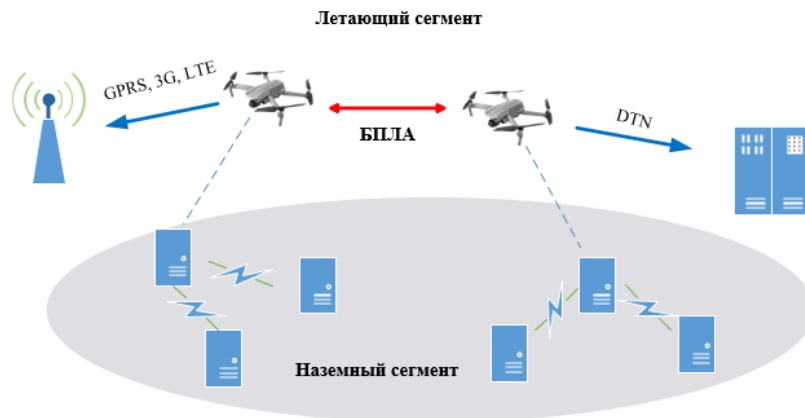 Летающий сегмент
GPRS, 3G, LTE
БПЛА
DTN
Наземный сегмент